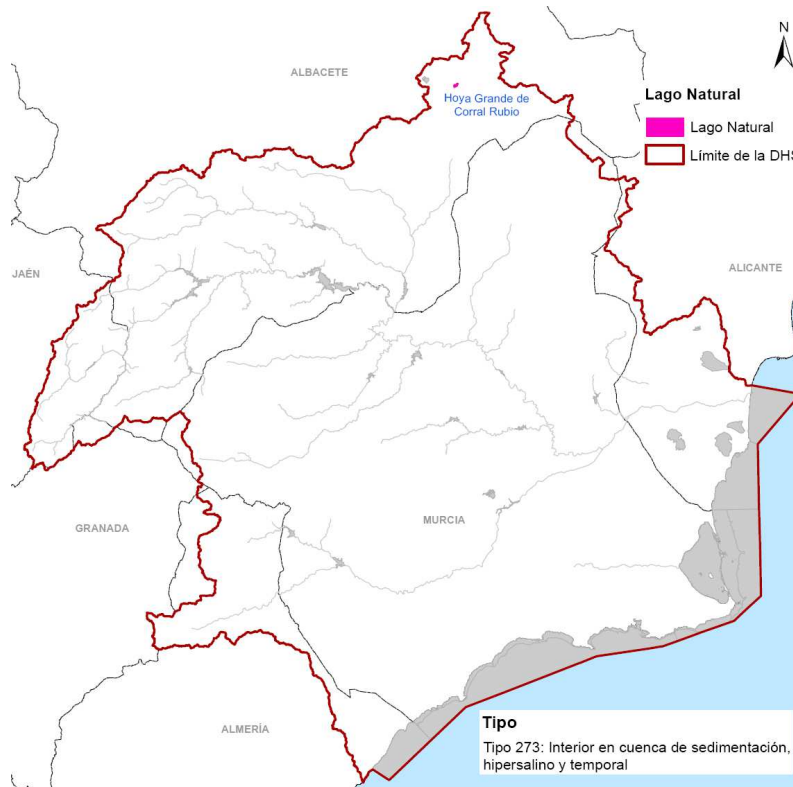 N
ALBACETE
Hoya Grande de
Corral Rubio
Lago Natural
Lago Natural
Límite de la DHS
JAÉN
ALICANTE
GRANADA
MURCIA
ALMERÍA
Tipo
Tipo 273: Interior en cuenca de sedimentación,
hipersalino y temporal